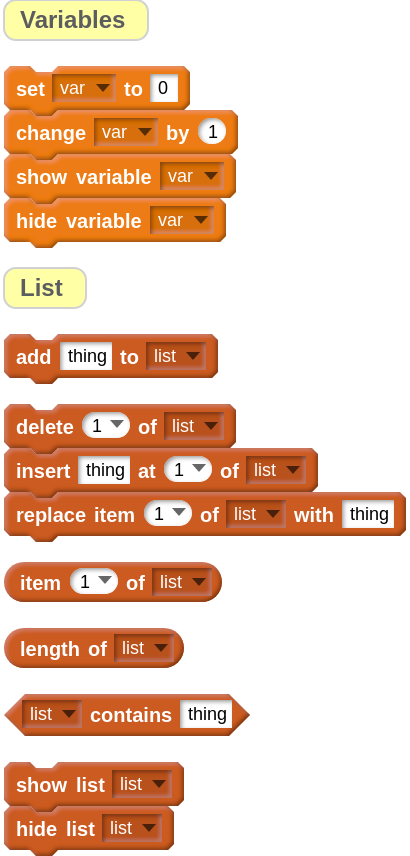 Variables
set var to 0
change var by 1
show variable var
hide variable var
List
add thing to list
delete 1 of list
insert thing at 1 of list
replace item 1 of list with thing
item 1 of list
length of list
list contains thing
show list list
hide list list